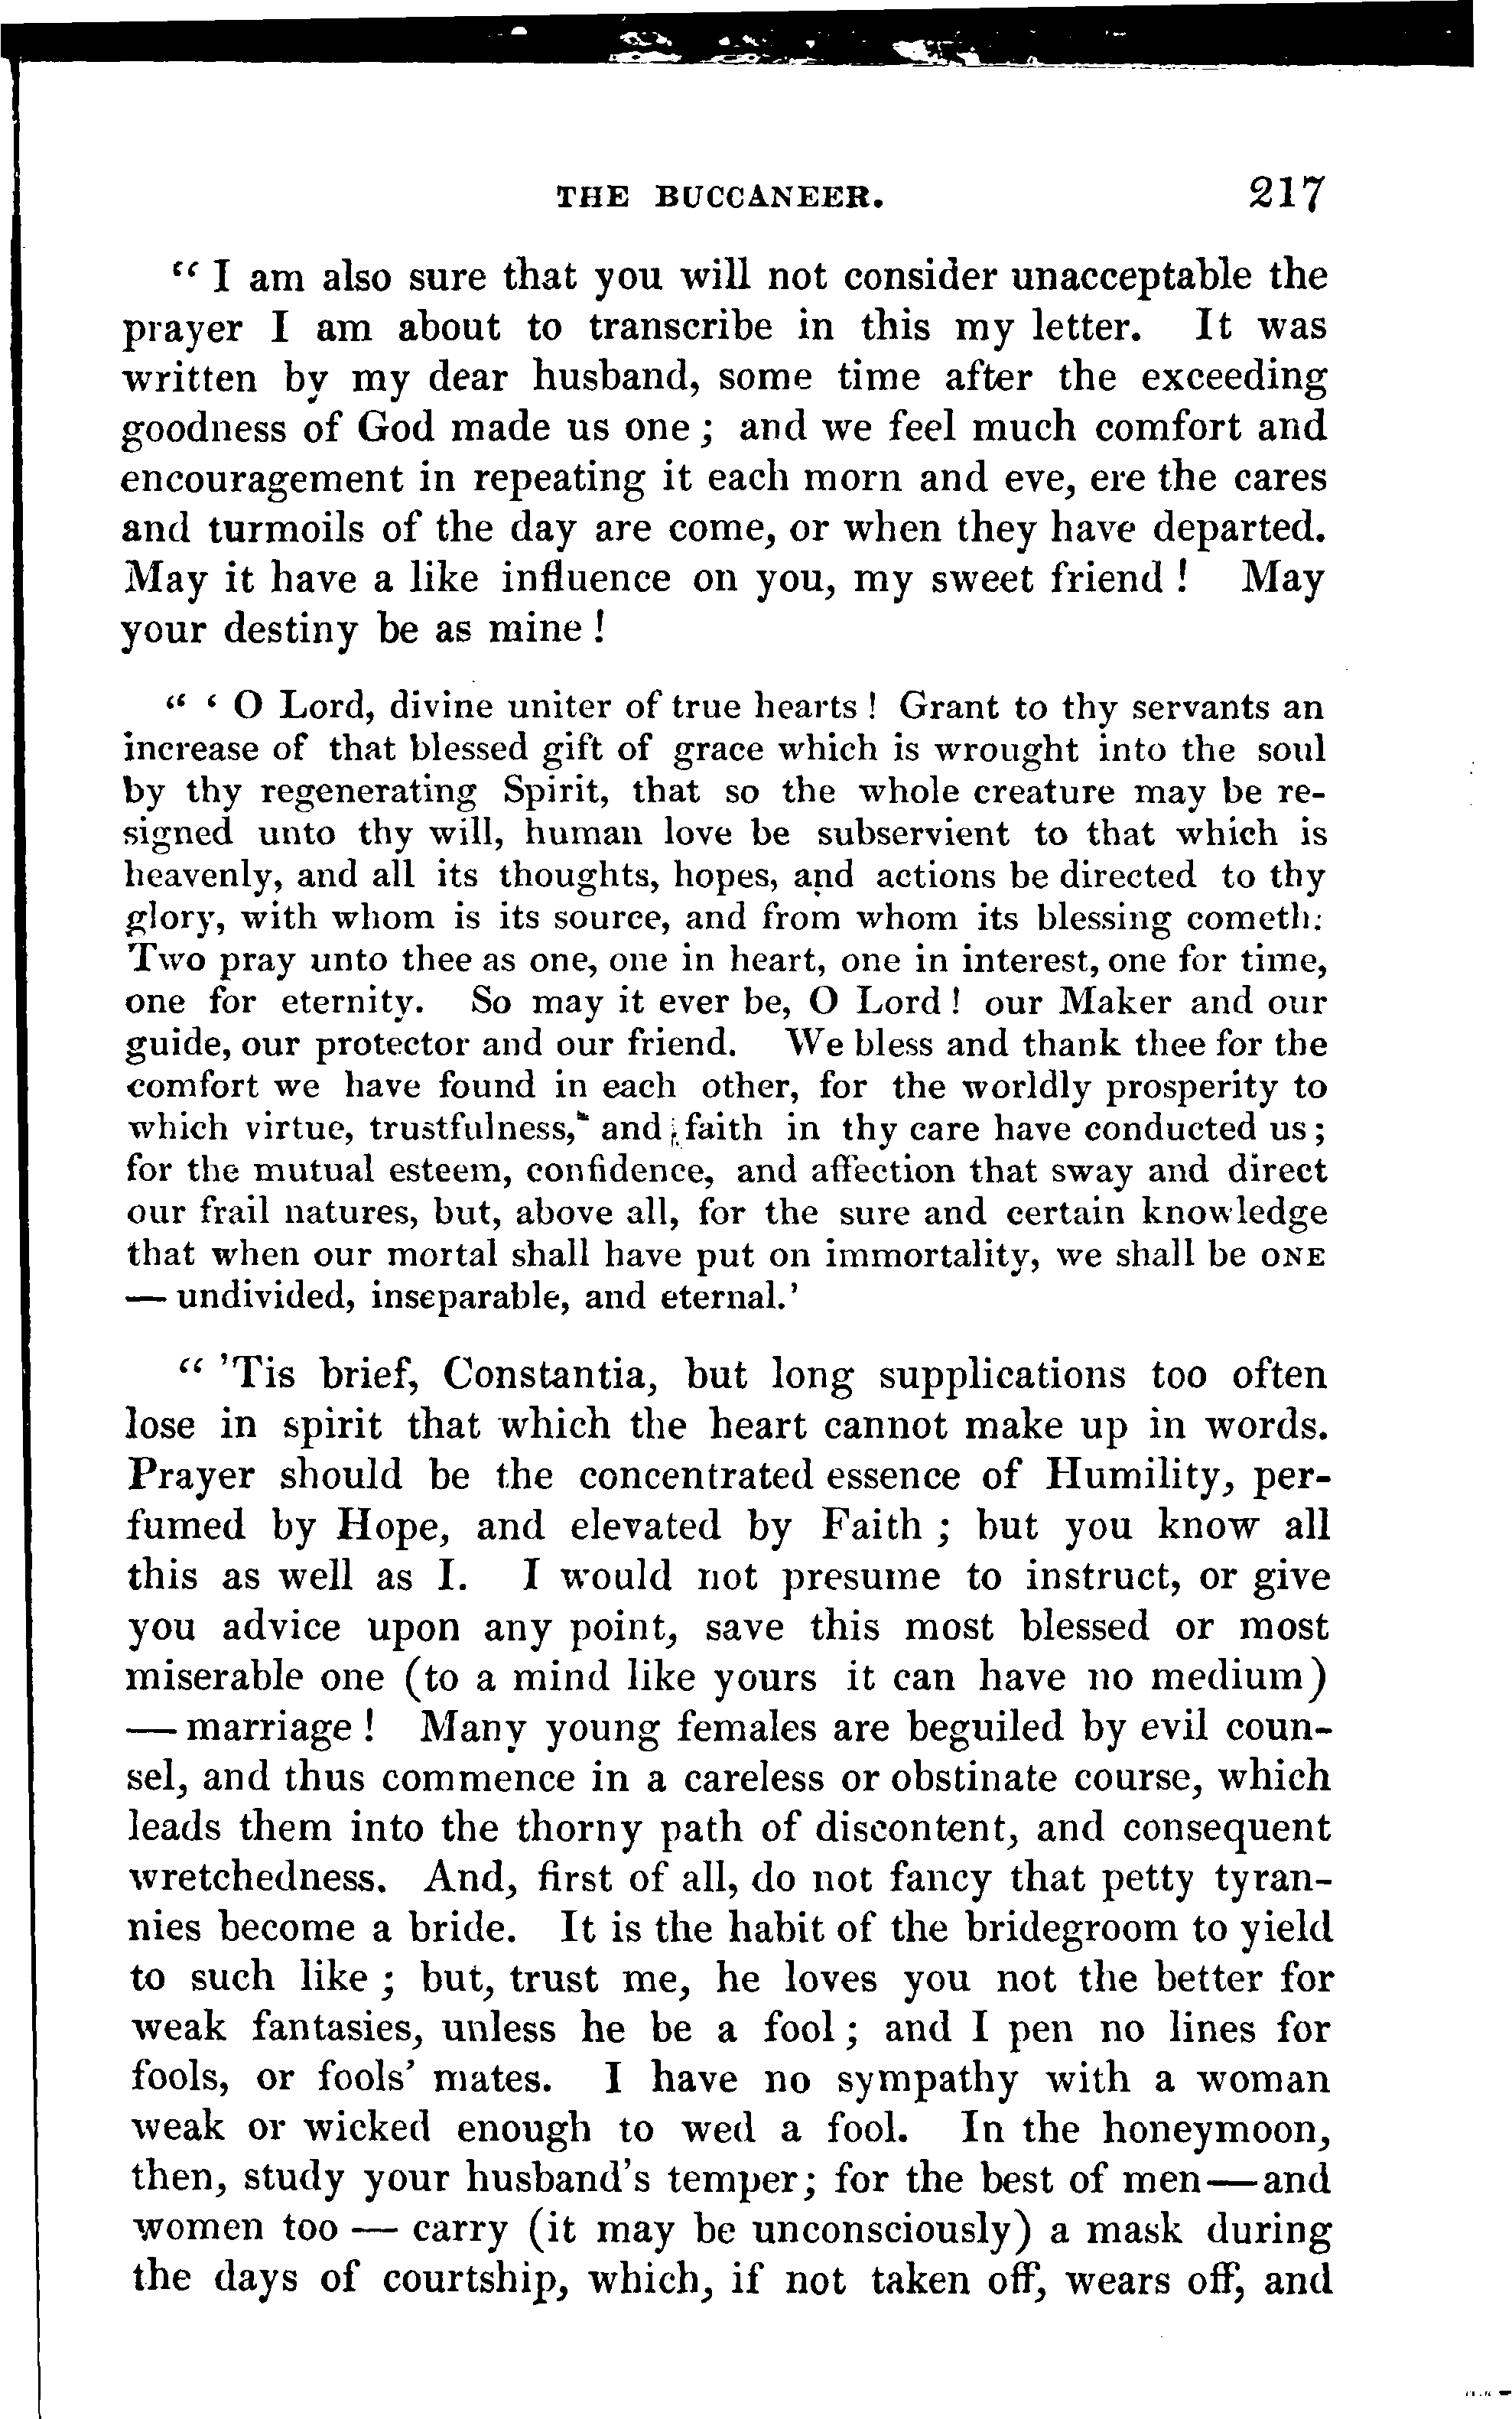 THE BUCCANEER. 217
“ I am also sure that you will not consider unacceptable the
prayer I am about to transcribe in this my letter. It was
written by my dear husband, some time after the exceeding
goodness of God made us one ; and we feel much comfort and
encouragement in repeating it each morn and eve, ere the cares
and turmoils of the day are come, or when they have departed.
May it have a like influence on you, my sweet friend ! May
your destiny be as mine !
“ ‘ O Lord, divine uniter of true hearts ! Grant to thy servants an
increase of that blessed gift of grace which is wrought into the soul
by thy regenerating Spirit, that so the whole creature may be re-
signed unto thy will, human love be subservient to that which is
heavenly, and all its thoughts, hopes, and actions be directed to thy
glory, with whom is its source, and from whom its blessing cometh:
Two pray unto thee as one, one in heart, one in interest, one for time,
one for eternity. So may it ever be, O Lord ! our Maker and our
guide, our protector and our friend. We bless and thank thee for the
comfort we have found in each other, for the worldly prosperity to
which virtue, trustfulness, and faith in thy care have conducted us ;
for the mutual esteem, confidence, and affection that sway and direct
our frail natures, but, above all, for the sure and certain knowledge
that when our mortal shall have put on immortality, we shall be ONE
— undivided, inseparable, and eternal.’
“ ’Tis brief, Constantia, but long supplications too often
lose in spirit that which the heart cannot make up in words.
Prayer should be the concentrated essence of Humility, per-
fumed by Hope, and elevated by Faith ; but you know all
this as well as I. I would not presume to instruct, or give
you advice upon any point, save this most blessed or most
miserable one (to a mind like yours it can have no medium)
— marriage ! Many young females are beguiled by evil coun-
sel, and thus commence in a careless or obstinate course, which
leads them into the thorny path of discontent, and consequent
wretchedness. And, first of all, do not fancy that petty tyran-
nies become a bride. It is the habit of the bridegroom to yield
to such like ; but, trust me, he loves you not the better for
weak fantasies, unless he be a fool ; and I pen no lines for
fools, or fools’ mates. I have no sympathy with a woman
weak or wicked enough to wed a fool. In the honeymoon,
then, study your husband’s temper ; for the best of men—and
women too — carry (it may be unconsciously) a mask during
the days of courtship, which, if not taken off, wears off, and